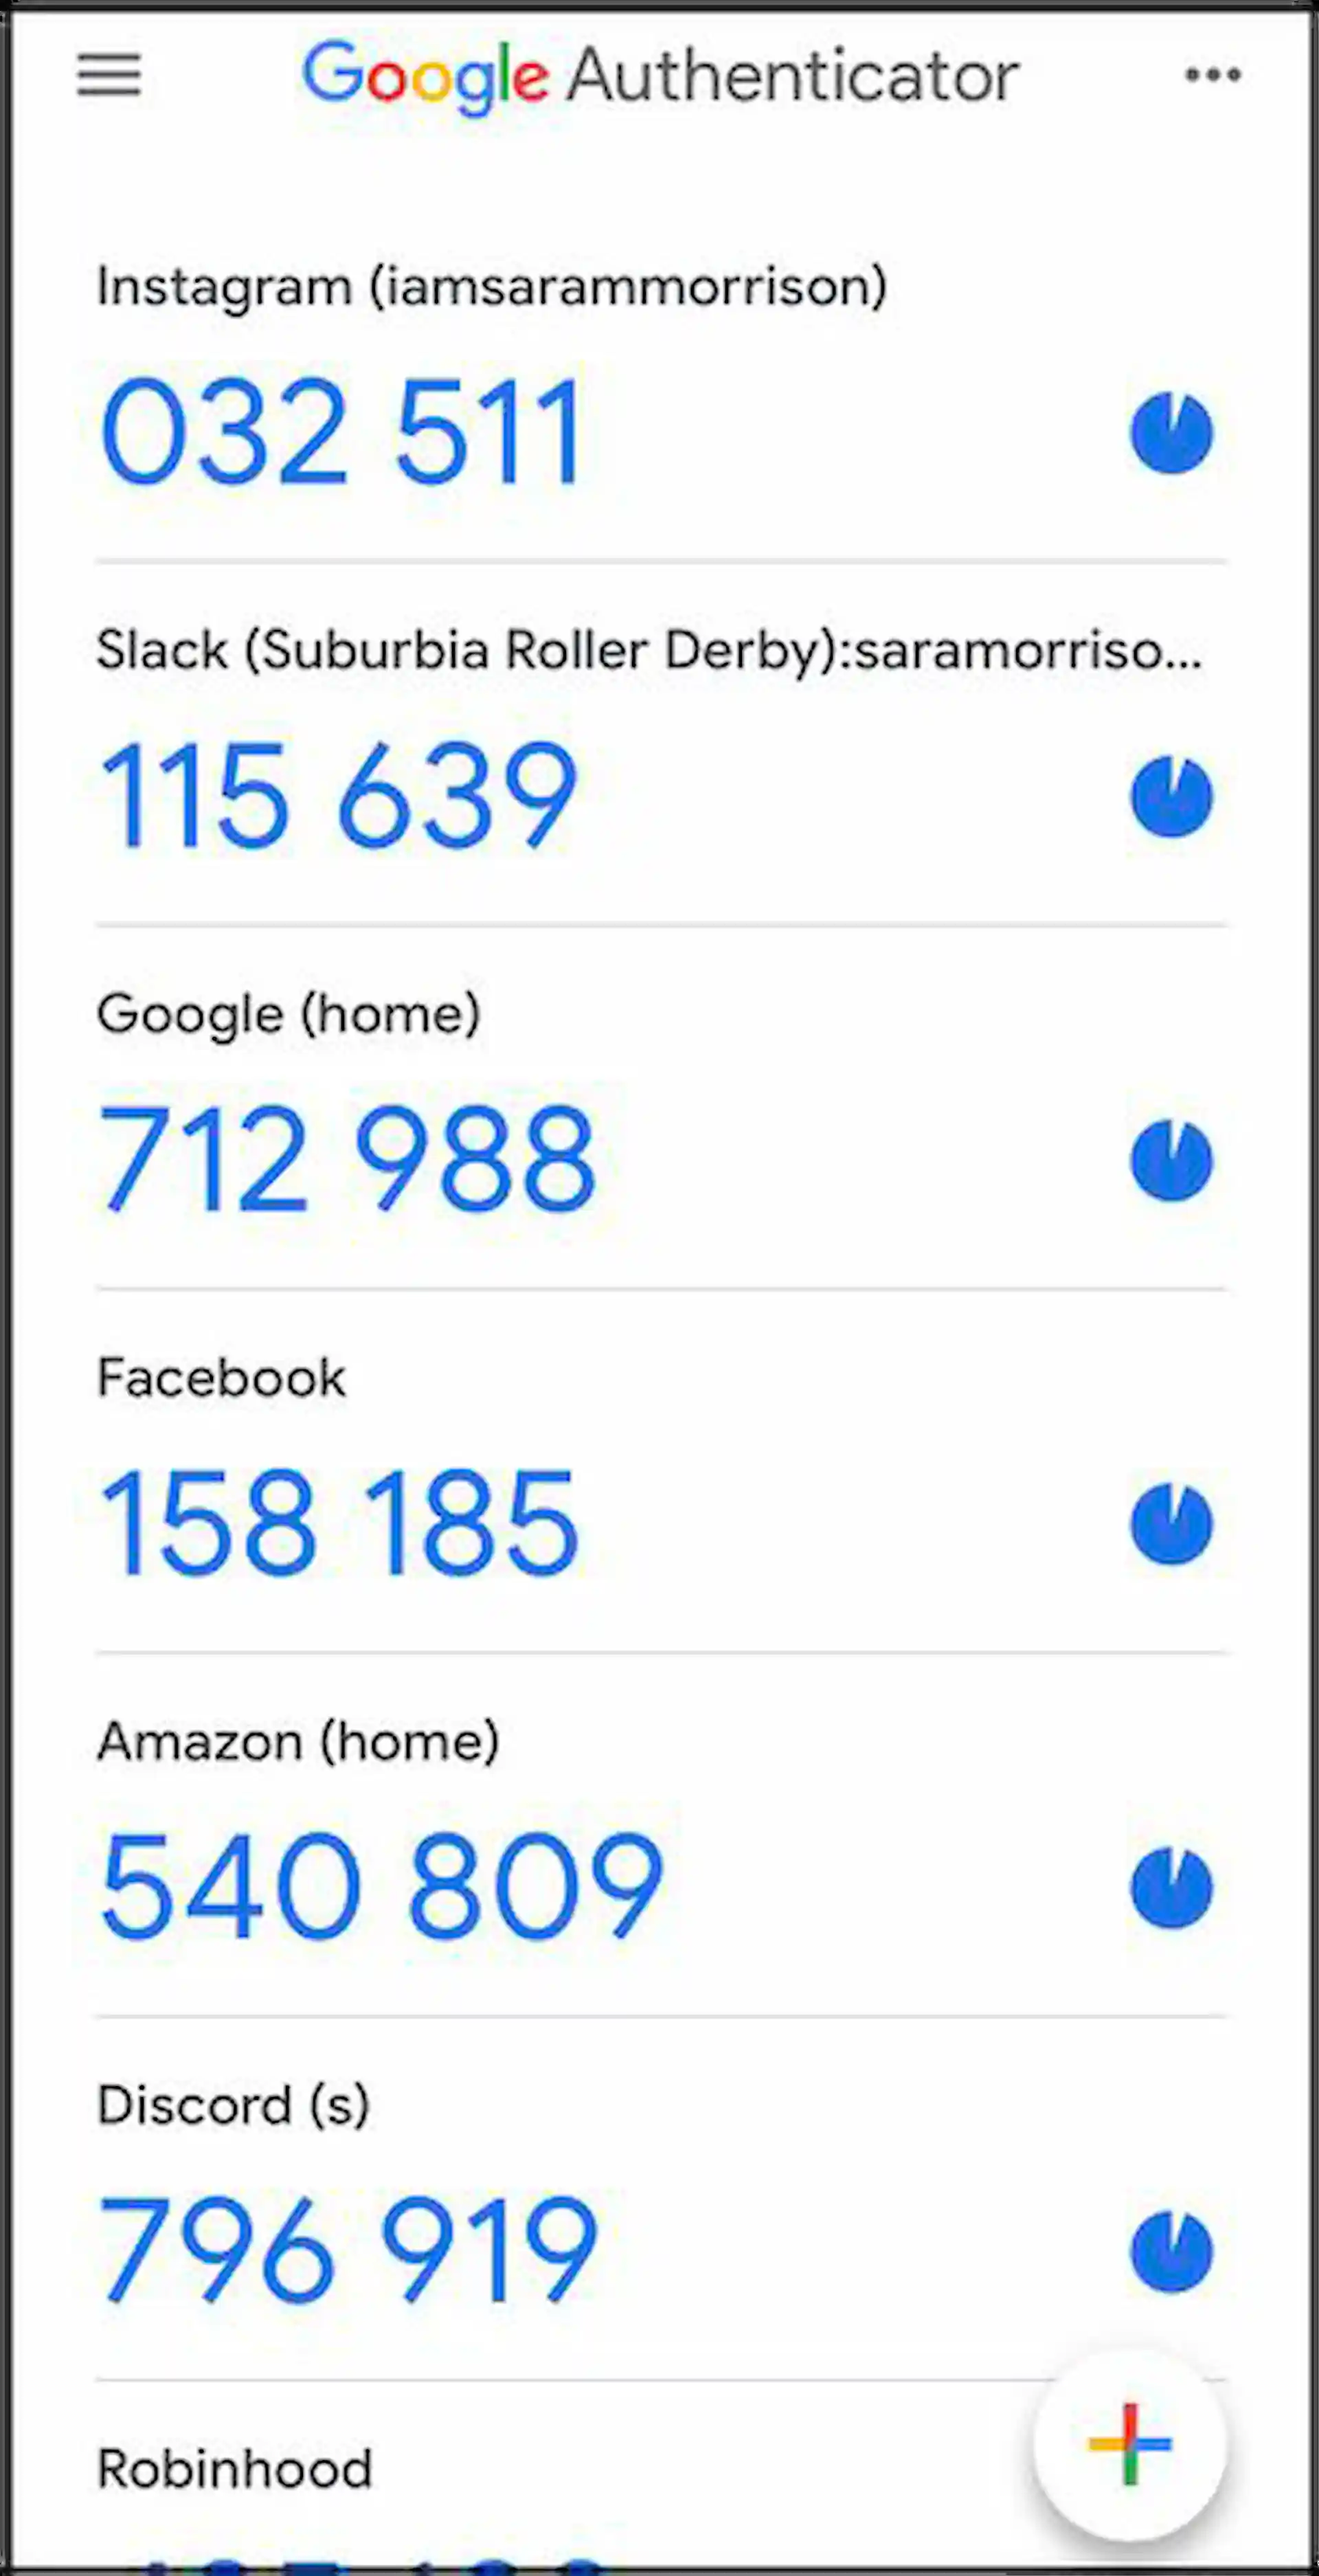 Google Authenticator
Instagram (iamsarammorrison)
032 511
Slack (Suburbia Roller Derby):saramorriso...
115 639
Google (home)
712 988
Facebook
158 185
Amazon (home)
540 809
Discord (s)
796 919
Robinhood